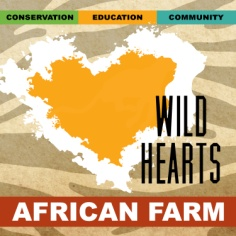 CONSERVATION EDUCATION COMMUNITY
WILD
HEARTS
AFRICAN FARM